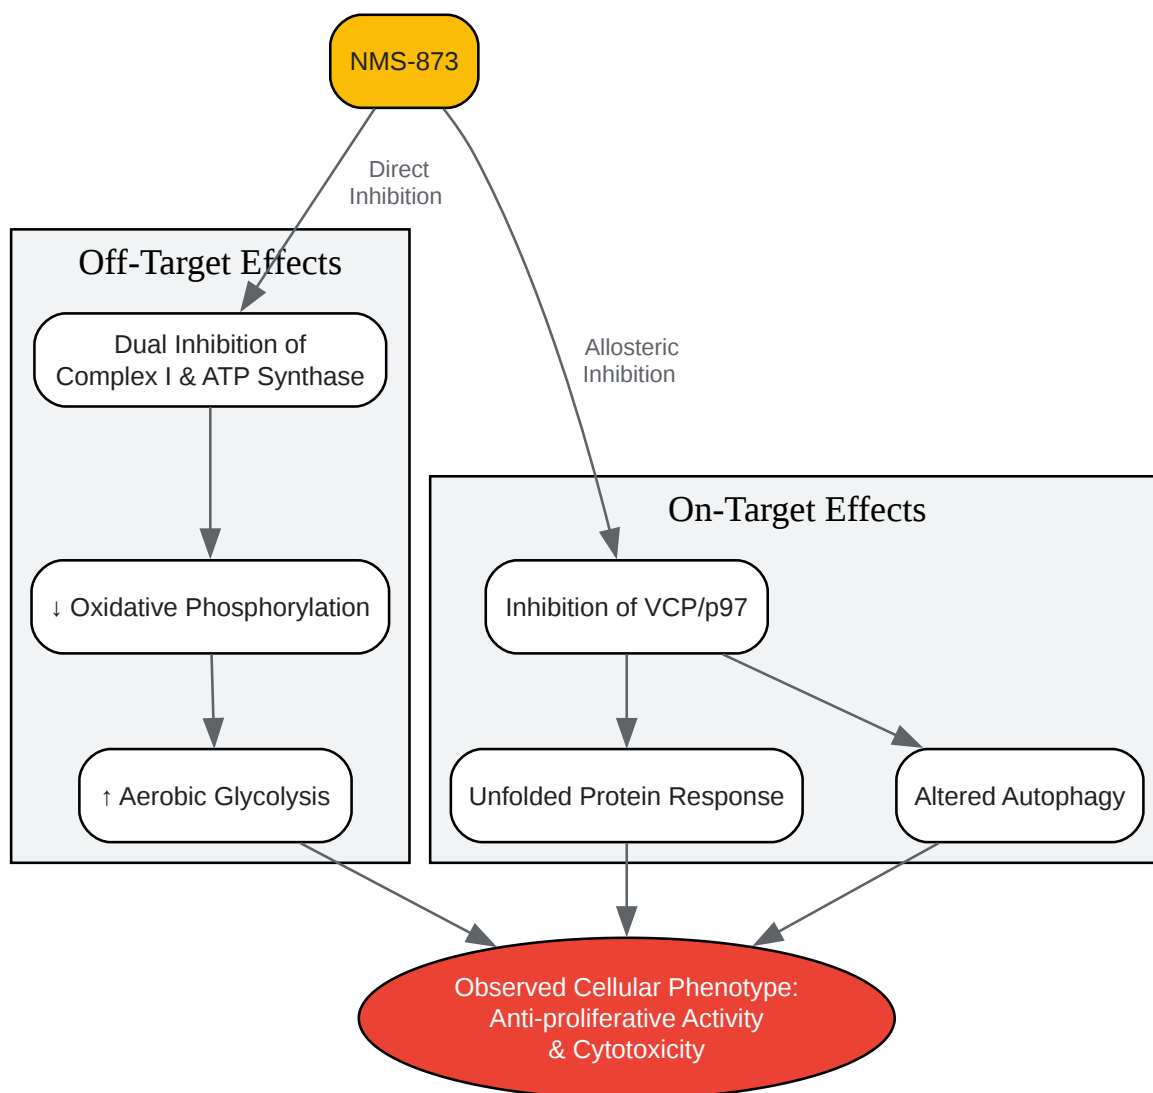 NMS-873
Direct
Inhibition
Off-Target Effects
Dual Inhibition of
Complex I & ATP Synthase
Allosteric
Inhibition
On-Target Effects
↓ Oxidative Phosphorylation
Inhibition of VCP/p97
↑ Aerobic Glycolysis
Unfolded Protein Response
Altered Autophagy
Observed Cellular Phenotype:
Anti-proliferative Activity
& Cytotoxicity